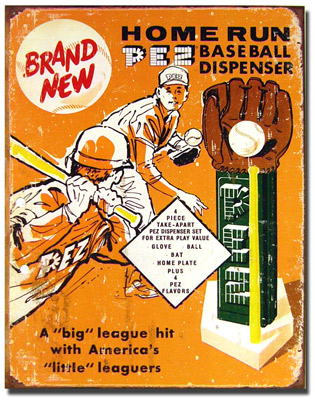 BRAND
NEW
HOME RUN
PEZ BASEBALL
DISPENSER
PEZ
PEZ
4
PIECE
TAKE-APART
PEZ DISPENSER SET
FOR EXTRA PLAY VALUE
GLOVE BALL
BAT
HOME PLATE
PLUS
4
PEZ
FLAVORS
PEZ
A "big" league hit
with America's
"little" leaguers